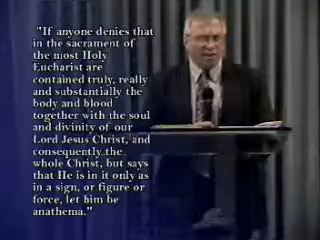 "If anyone denies that
in the sacrament of
the most Holy
Eucharist are
contained truly, really
and substantially the
body and blood
together with the soul
and divinity of our
Lord Jesus Christ, and
consequently the
whole Christ, but says
that He is in it only as
in a sign, or figure or
force, let him be
anathema."